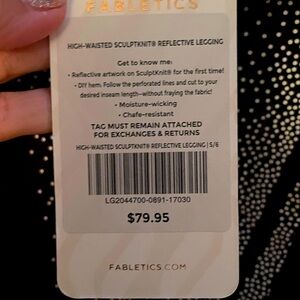 FABLETICS
HIGH-WAISTED SCULPTKNIT® REFLECTIVE LEGGING
Get to know me:
• Reflective artwork on SculptKnit® for the first time!
• DIY hem: Follow the perforated lines and cut to your
desired inseam length—without fraying the fabric!
• Moisture-wicking
• Chafe-resistant
TAG MUST REMAIN ATTACHED
FOR EXCHANGES & RETURNS
HIGH-WAISTED SCULPTKNIT® REFLECTIVE LEGGING | S/6
LG2044700-0891-17030
$79.95
FABLETICS.COM